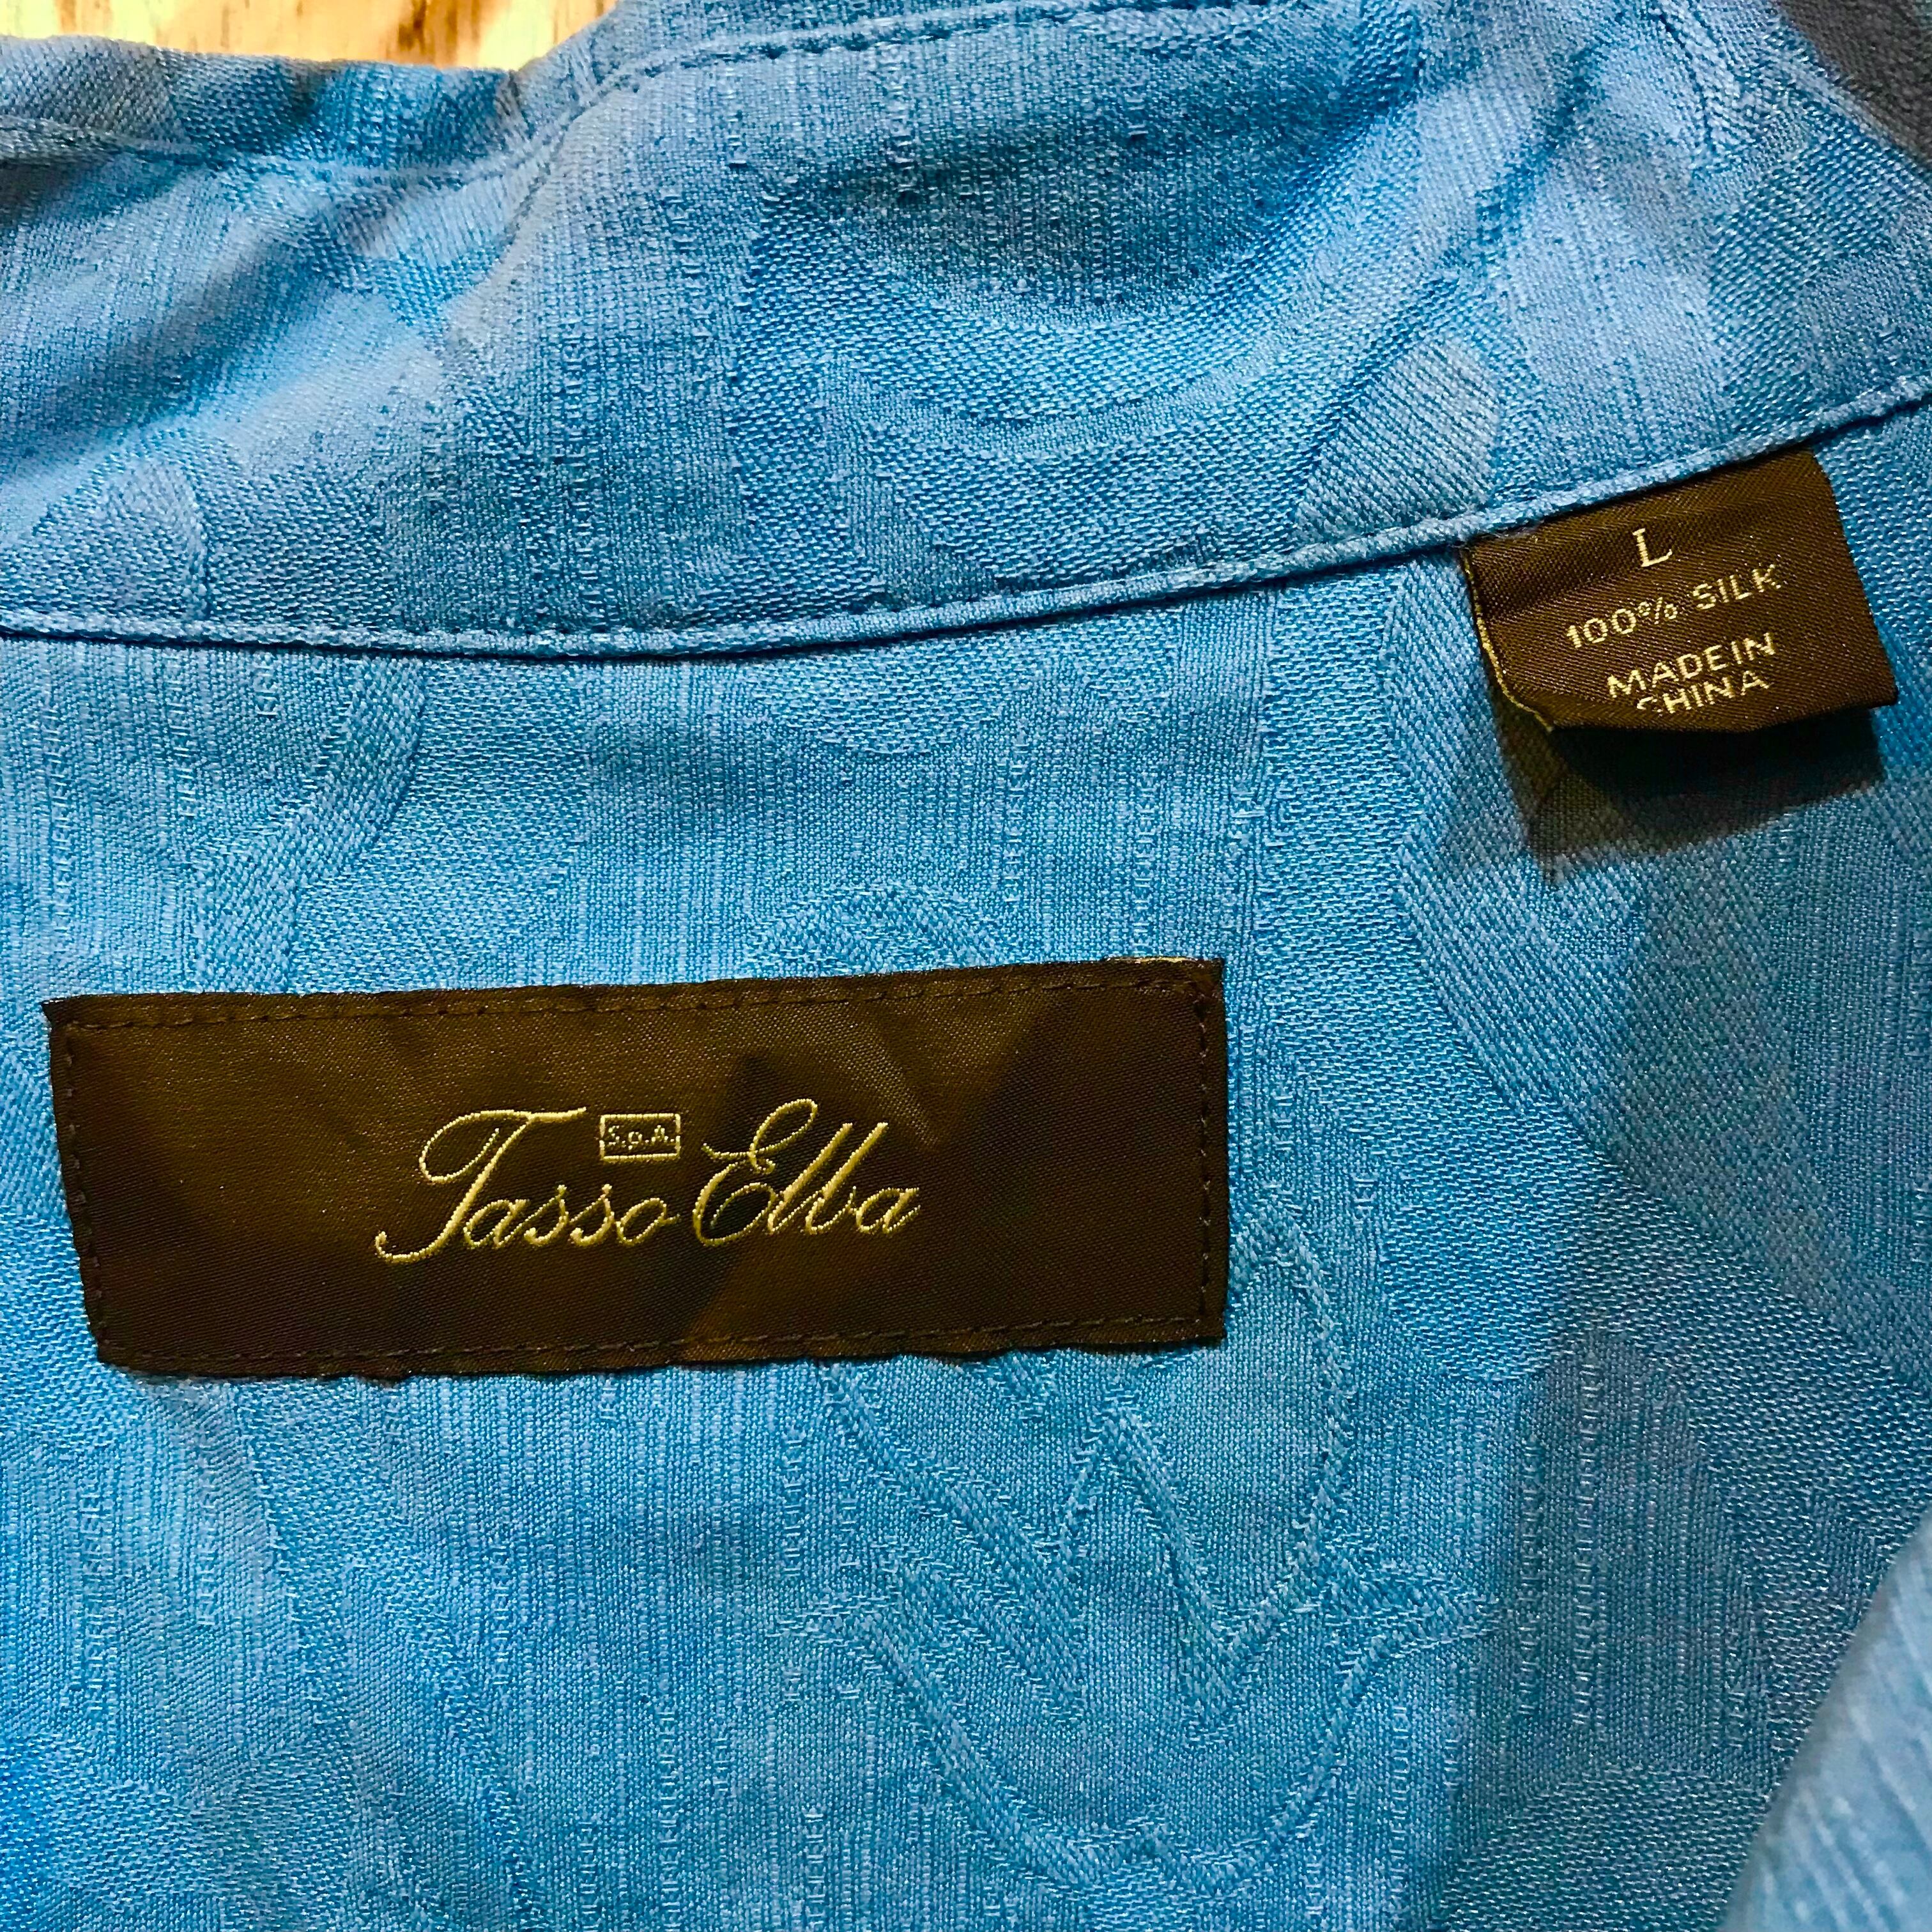 L
100% SILK
MADE IN
CHINA
S.p.A.
Tasso Elba